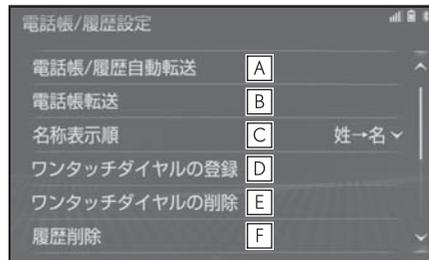 電話帳/履歴設定
電話帳/履歴自動転送 A
電話帳転送 B
名称表示順 C 姓→名
ワンタッチダイヤルの登録 D
ワンタッチダイヤルの削除 E
履歴削除 F